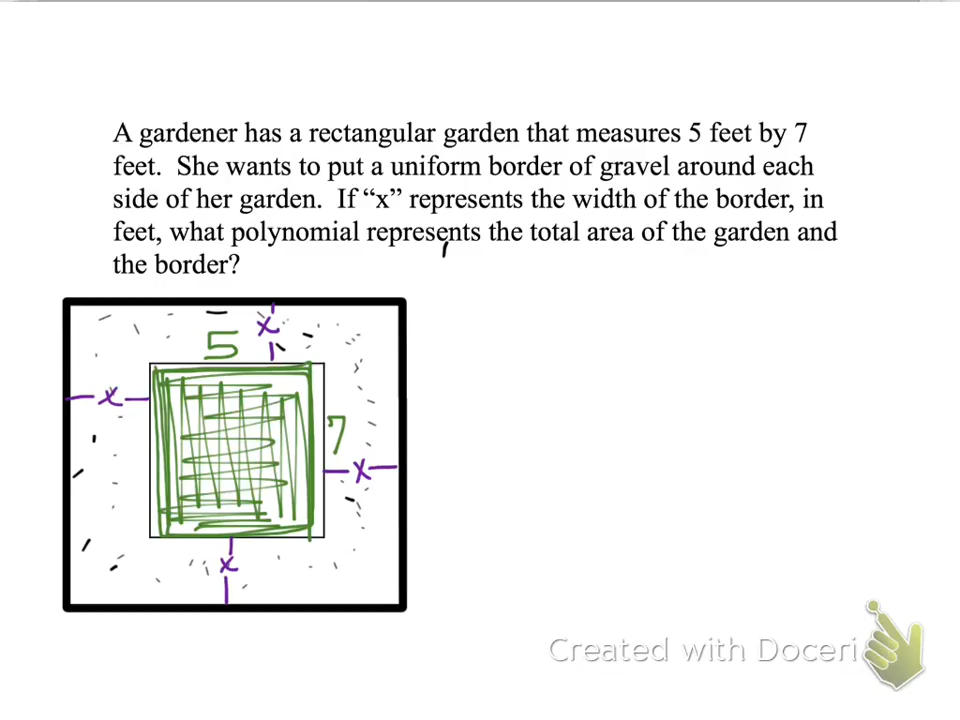 A gardener has a rectangular garden that measures 5 feet by 7
feet.  She wants to put a uniform border of gravel around each
side of her garden.  If “x” represents the width of the border, in
feet, what polynomial represents the total area of the garden and
the border?
x
5
x
7
x
x
Created with Doceri